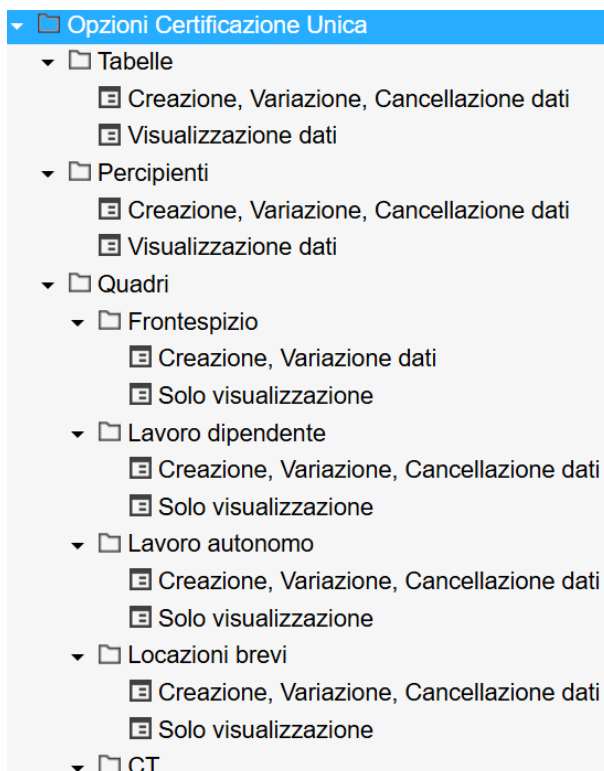 Opzioni Certificazione Unica
Tabelle
Creazione, Variazione, Cancellazione dati
Visualizzazione dati
Percipienti
Creazione, Variazione, Cancellazione dati
Visualizzazione dati
Quadri
Frontespizio
Creazione, Variazione dati
Solo visualizzazione
Lavoro dipendente
Creazione, Variazione, Cancellazione dati
Solo visualizzazione
Lavoro autonomo
Creazione, Variazione, Cancellazione dati
Solo visualizzazione
Locazioni brevi
Creazione, Variazione, Cancellazione dati
Solo visualizzazione
CT